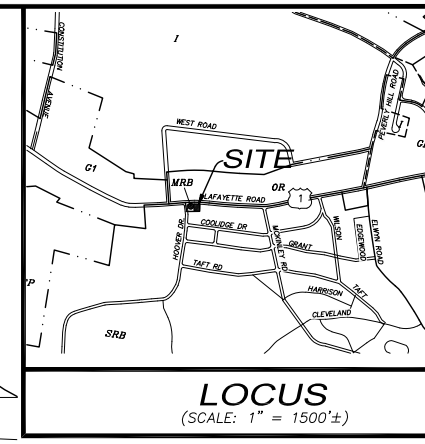 I
CONSTITUTION
AVENUE
WEST ROAD
PEVERLY HILL ROAD
SITE
G1
MRB
OR
LAFAYETTE ROAD
1
HOOVER DR
COOLIDGE DR
MCKINLEY RD
WILSON
EDGEWOOD
ELWYN ROAD
GRANT
TAFT RD
HARRISON
TAFT
CLEVELAND
SRB
LOCUS
(SCALE: 1" = 1500'±)